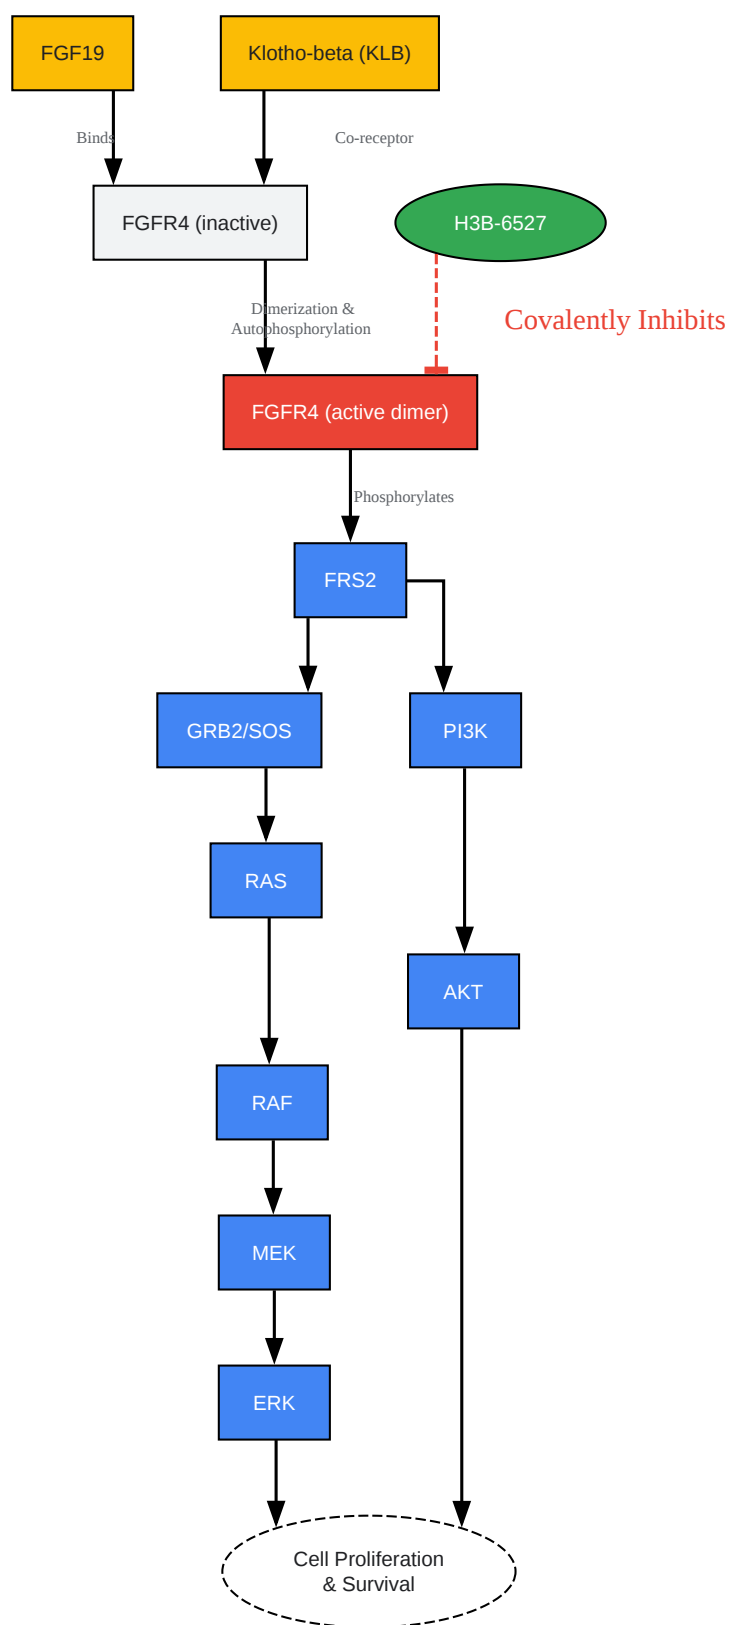 FGF19
Klotho-beta (KLB)
Binds
Co-receptor
FGFR4 (inactive)
H3B-6527
Dimerization &
Autophosphorylation
Covalently Inhibits
FGFR4 (active dimer)
Phosphorylates
FRS2
GRB2/SOS
PI3K
RAS
AKT
RAF
MEK
ERK
Cell Proliferation
& Survival